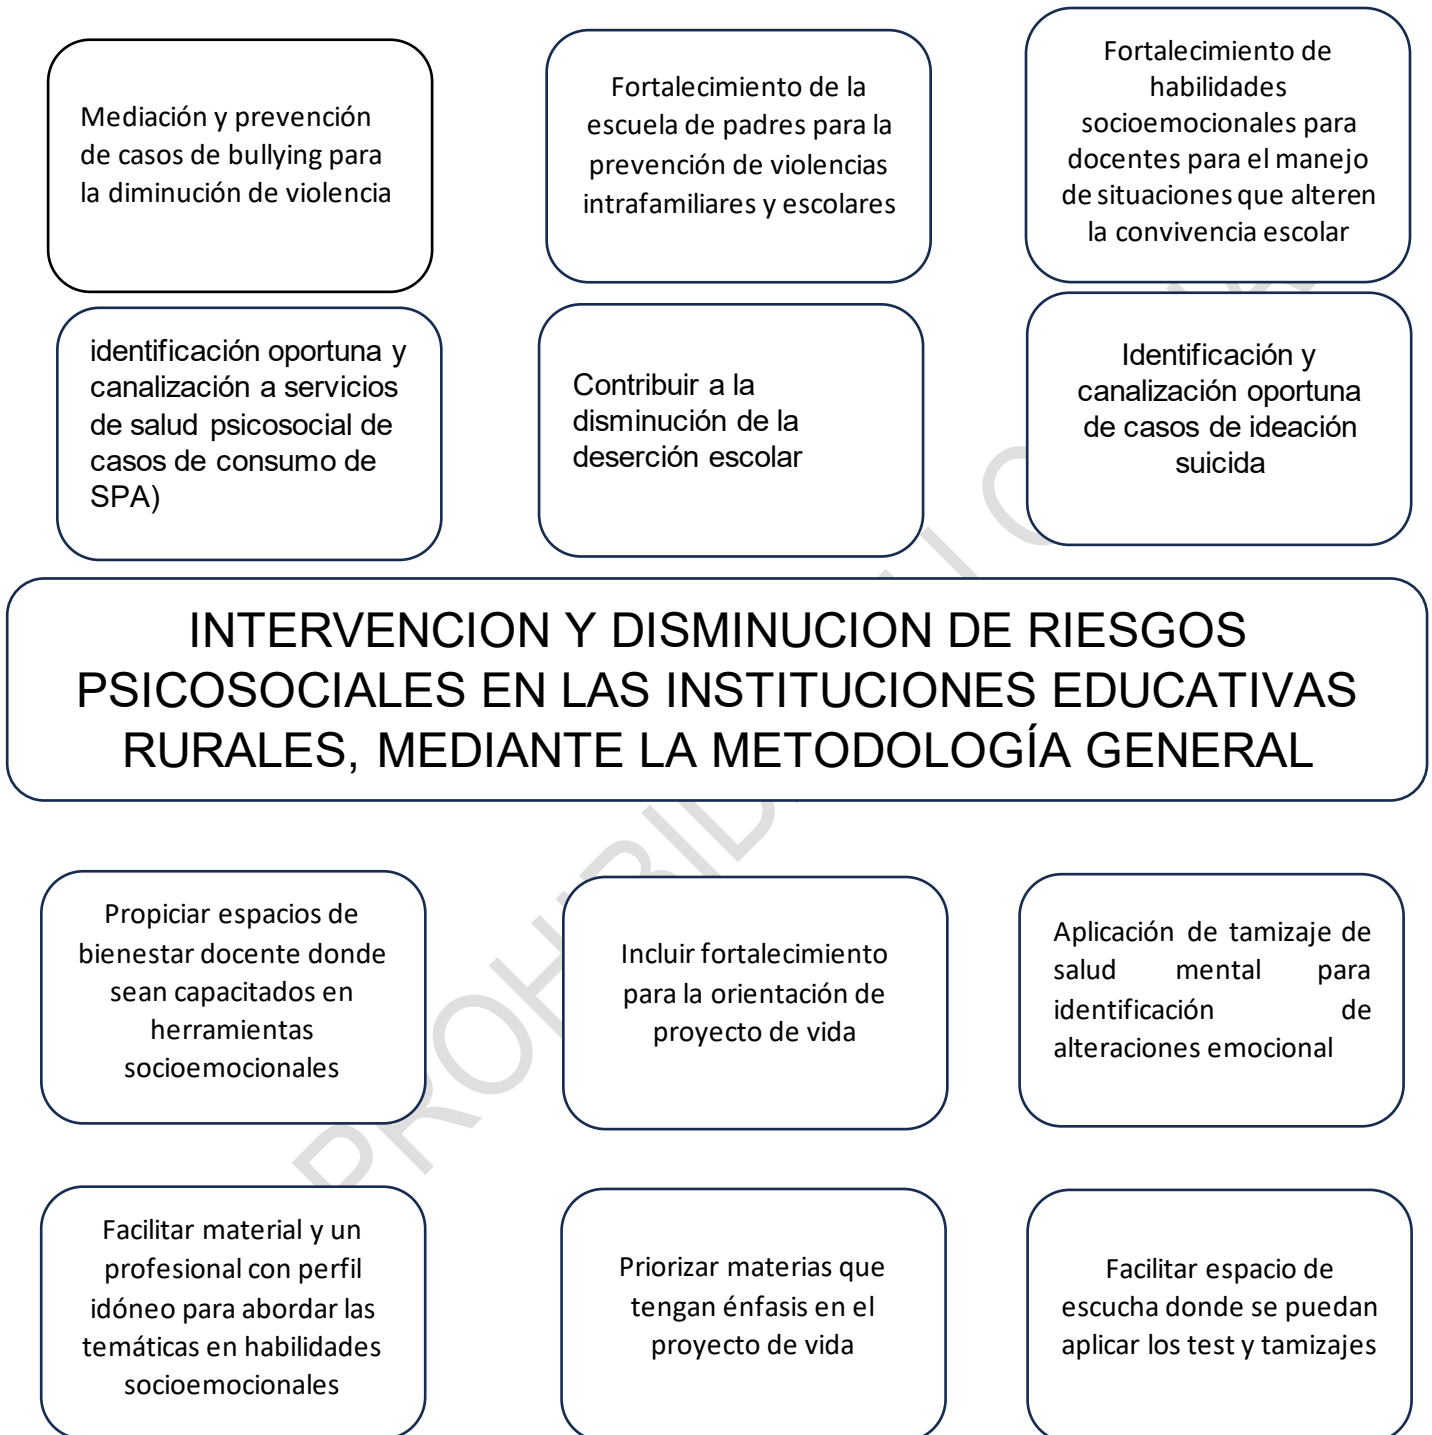 Mediación y prevención
de casos de bullying para
la diminución de violencia
Fortalecimiento de la
escuela de padres para la
prevención de violencias
intrafamiliares y escolares
Fortalecimiento de
habilidades
socioemocionales para
docentes para el manejo
de situaciones que alteren
la convivencia escolar
identificación oportuna y
canalización a servicios
de salud psicosocial de
casos de consumo de
SPA)
Contribuir a la
disminución de la
deserción escolar
Identificación y
canalización oportuna
de casos de ideación
suicida
INTERVENCION Y DISMINUCION DE RIESGOS
PSICOSOCIALES EN LAS INSTITUCIONES EDUCATIVAS
RURALES, MEDIANTE LA METODOLOGÍA GENERAL
Propiciar espacios de
bienestar docente donde
sean capacitados en
herramientas
socioemocionales
Incluir fortalecimiento
para la orientación de
proyecto de vida
Aplicación de tamizaje de
salud mental para
identificación de
alteraciones emocional
Facilitar material y un
profesional con perfil
idóneo para abordar las
temáticas en habilidades
socioemocionales
Priorizar materias que
tengan énfasis en el
proyecto de vida
Facilitar espacio de
escucha donde se puedan
aplicar los test y tamizajes